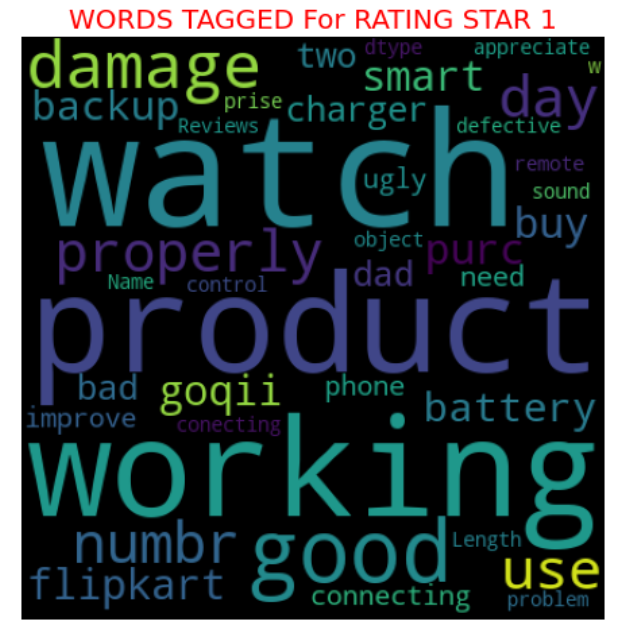 WORDS TAGGED For RATING STAR 1
damage two dtype appreciate
smart w
backup prise charger day
Reviews defective
watch ugly remote
sound
buy
properly object purc
Name control dad need
product
bad goqii phone battery
improve conecting
working
numbr good Length use
flipkart connecting problem